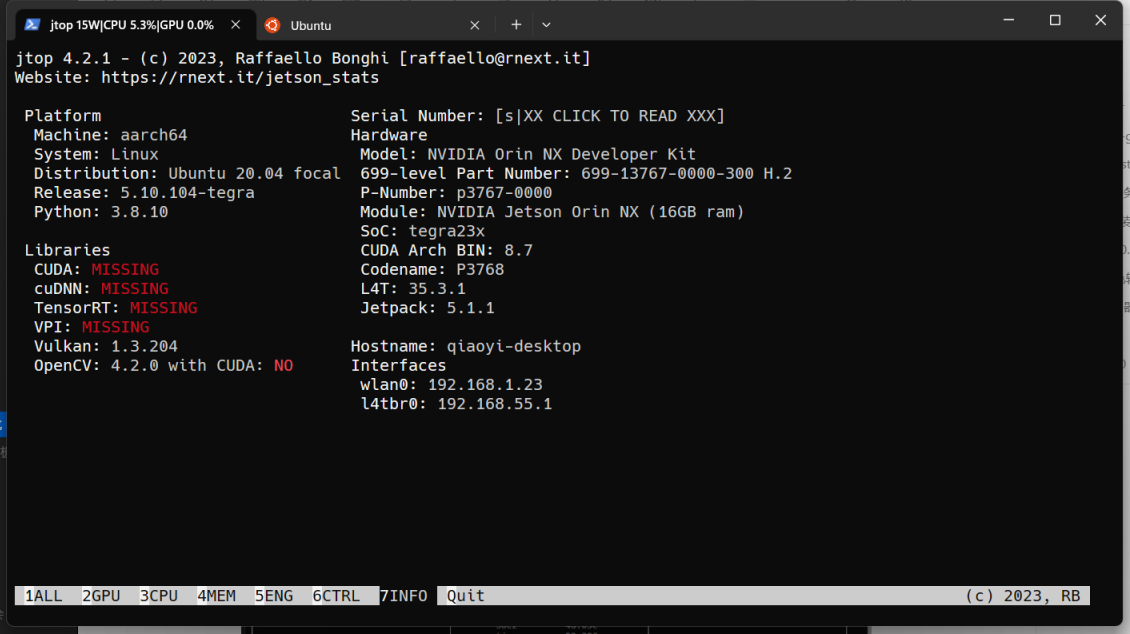 jtop 15W|CPU 5.3%|GPU 0.0%
Ubuntu
jtop 4.2.1 - (c) 2023, Raffaello Bonghi [raffaello@rnext.it]
Website: https://rnext.it/jetson_stats
Platform
Machine: aarch64
System: Linux
Distribution: Ubuntu 20.04 focal
Release: 5.10.104-tegra
Python: 3.8.10
Libraries
CUDA: MISSING
cuDNN: MISSING
TensorRT: MISSING
VPI: MISSING
Vulkan: 1.3.204
OpenCV: 4.2.0 with CUDA: NO
Serial Number: [s|XX CLICK TO READ XXX]
Hardware
Model: NVIDIA Orin NX Developer Kit
699-level Part Number: 699-13767-0000-300 H.2
P-Number: p3767-0000
Module: NVIDIA Jetson Orin NX (16GB ram)
SoC: tegra23x
CUDA Arch BIN: 8.7
Codename: P3768
L4T: 35.3.1
Jetpack: 5.1.1
Hostname: qiaoyi-desktop
Interfaces
wlan0: 192.168.1.23
l4tbr0: 192.168.55.1
1ALL 2GPU 3CPU 4MEM 5ENG 6CTRL 7INFO Quit (c) 2023, RB